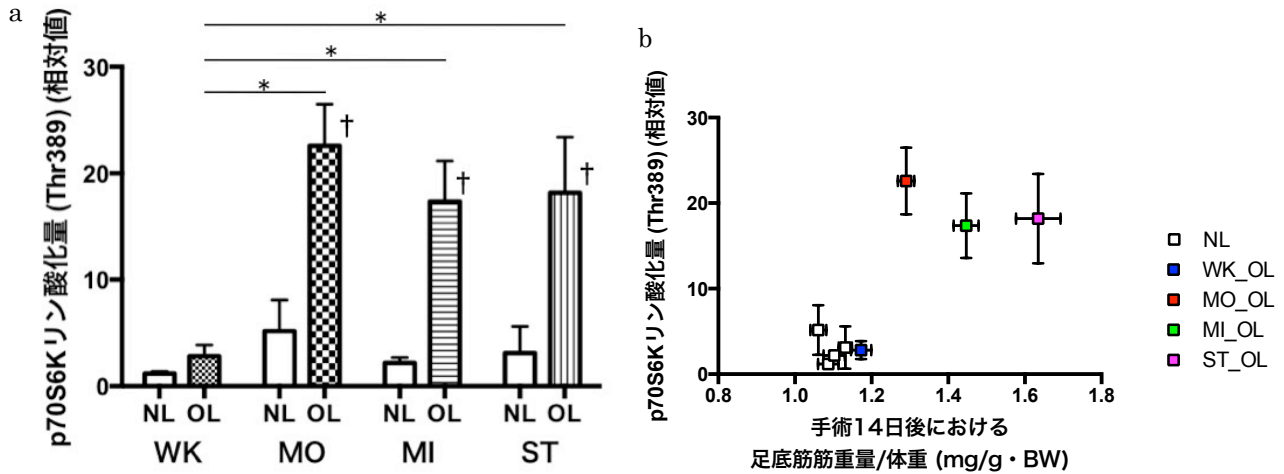 a
p70S6Kリン酸化量 (Thr389) (相対値)
30
20
10
0
*
*
*
†
†
†
NL OL NL OL NL OL NL OL
WK MO MI ST
b
p70S6Kリン酸化量 (Thr389) (相対値)
30
20
10
0
0.8 1.0 1.2 1.4 1.6 1.8
手術14日後における
足底筋筋重量/体重 (mg/g・BW)
NL
WK_OL
MO_OL
MI_OL
ST_OL